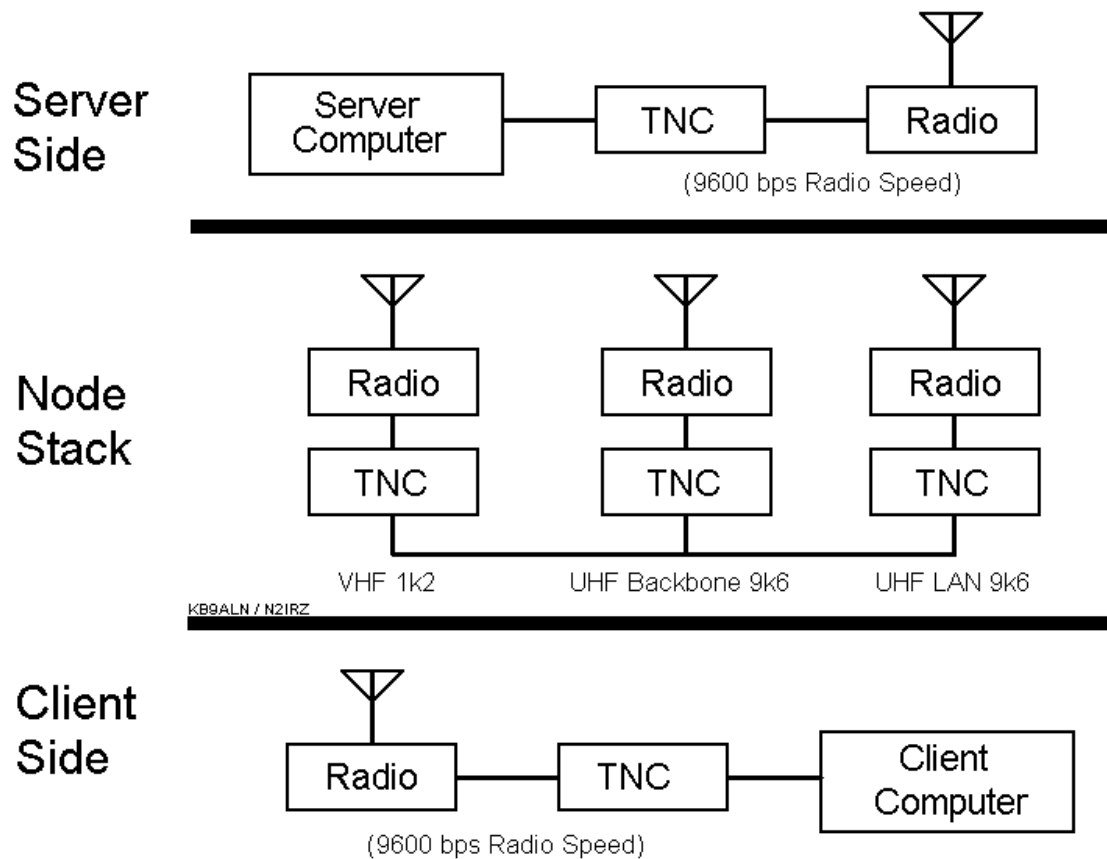 Server
Side
Server
Computer
TNC
Radio
(9600 bps Radio Speed)
Node
Stack
Radio
Radio
Radio
TNC
TNC
TNC
VHF 1k2
UHF Backbone 9k6
UHF LAN 9k6
KB9ALN / N2IRZ
Client
Side
Radio
TNC
Client
Computer
(9600 bps Radio Speed)